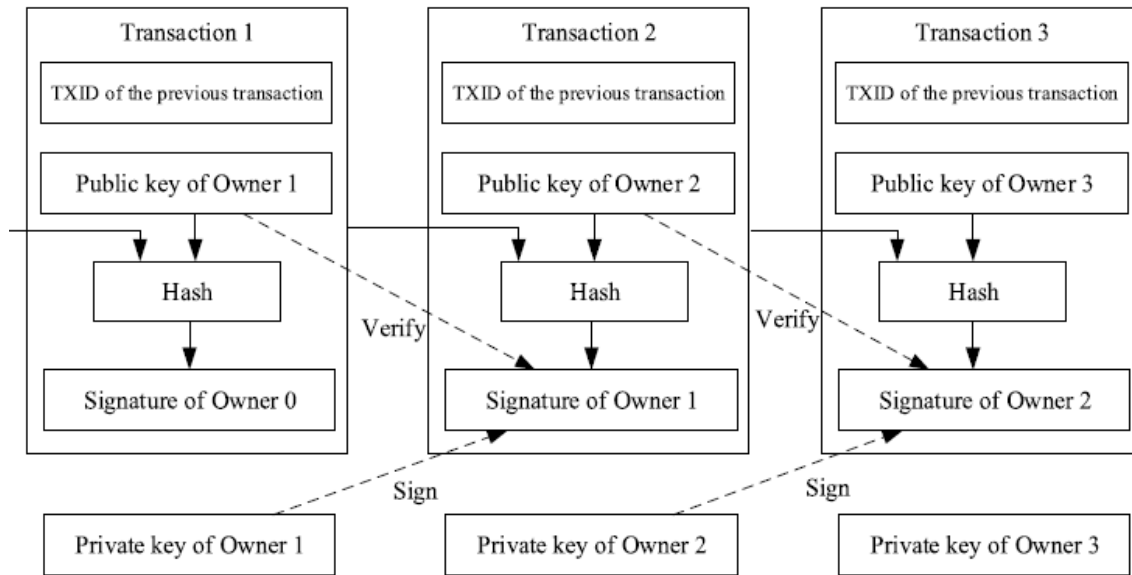 Transaction 1
TXID of the previous transaction
Public key of Owner 1
Hash
Signature of Owner 0
Transaction 2
TXID of the previous transaction
Public key of Owner 2
Hash
Signature of Owner 1
Transaction 3
TXID of the previous transaction
Public key of Owner 3
Hash
Signature of Owner 2
Verify
Verify
Sign
Sign
Private key of Owner 1
Private key of Owner 2
Private key of Owner 3